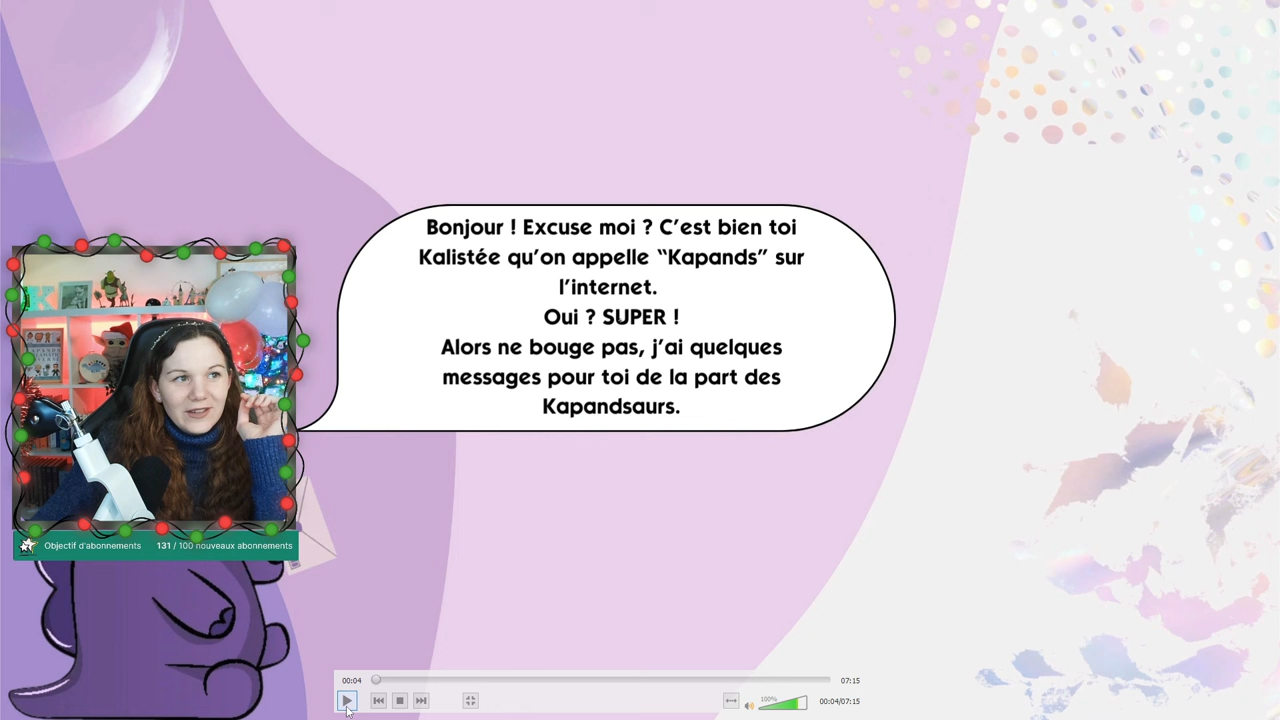 Bonjour ! Excuse moi ? C’est bien toi
Kalistée qu’on appelle “Kapands” sur
l’internet.
Oui ? SUPER !
Alors ne bouge pas, j’ai quelques
messages pour toi de la part des
Kapandsaurs.
K
Objectif d'abonnements 131 / 100 nouveaux abonnements
00:04 07:15
100%
00:04/07:15